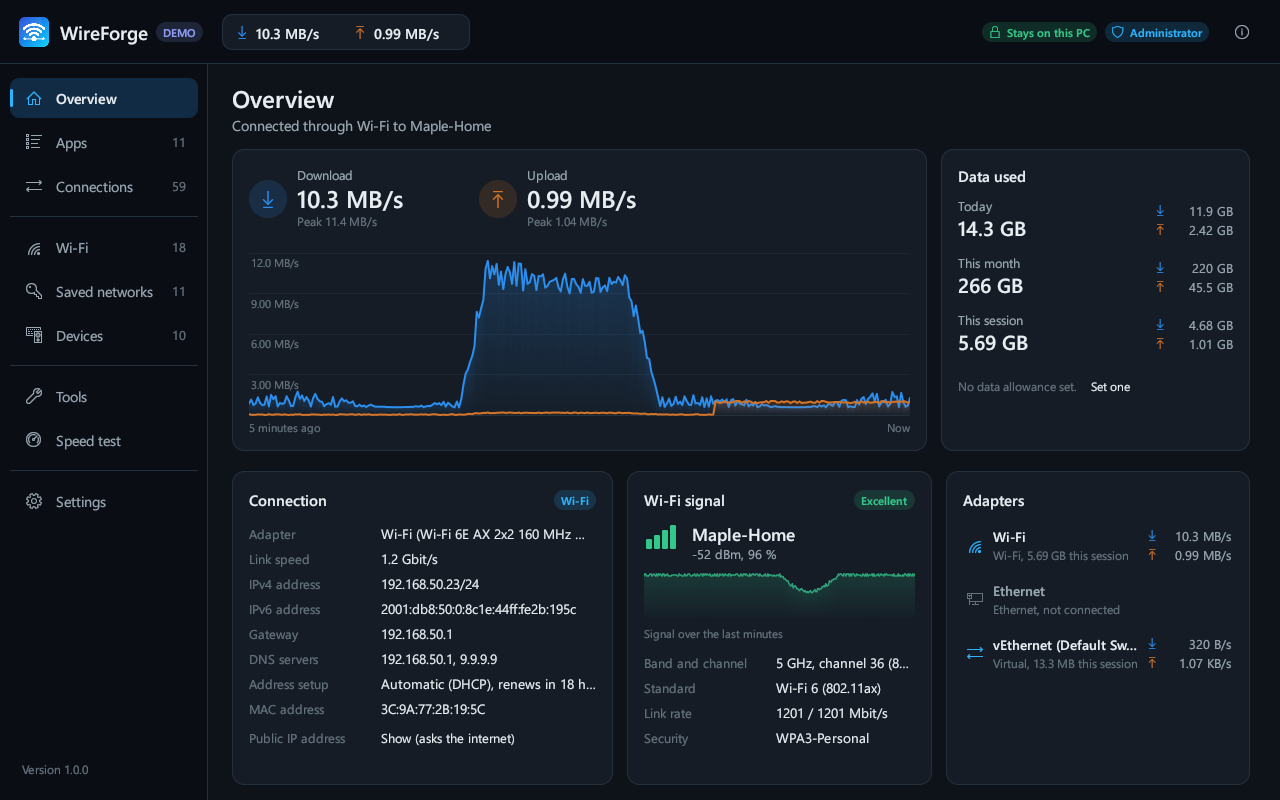 WireForge DEMO
10.3 MB/s 0.99 MB/s
Stays on this PC Administrator
Overview
Apps 11
Connections 59
Wi-Fi 18
Saved networks 11
Devices 10
Tools
Speed test
Settings
Version 1.0.0
Overview
Connected through Wi-Fi to Maple-Home
Download
10.3 MB/s
Peak 11.4 MB/s
Upload
0.99 MB/s
Peak 1.04 MB/s
12.0 MB/s
9.00 MB/s
6.00 MB/s
3.00 MB/s
5 minutes ago Now
Data used
Today
14.3 GB
11.9 GB
2.42 GB
This month
266 GB
220 GB
45.5 GB
This session
5.69 GB
4.68 GB
1.01 GB
No data allowance set. Set one
Connection Wi-Fi
Adapter Wi-Fi (Wi-Fi 6E AX 2x2 160 MHz ...
Link speed 1.2 Gbit/s
IPv4 address 192.168.50.23/24
IPv6 address 2001:db8:50:0:8c1e:44ff:fe2b:195c
Gateway 192.168.50.1
DNS servers 192.168.50.1, 9.9.9.9
Address setup Automatic (DHCP), renews in 18 h...
MAC address 3C:9A:77:2B:19:5C
Public IP address Show (asks the internet)
Wi-Fi signal Excellent
Maple-Home
-52 dBm, 96 %
Signal over the last minutes
Band and channel 5 GHz, channel 36 (8...
Standard Wi-Fi 6 (802.11ax)
Link rate 1201 / 1201 Mbit/s
Security WPA3-Personal
Adapters
Wi-Fi 10.3 MB/s
Wi-Fi, 5.69 GB this session 0.99 MB/s
Ethernet
Ethernet, not connected
vEthernet (Default Sw... 320 B/s
Virtual, 13.3 MB this session 1.07 KB/s